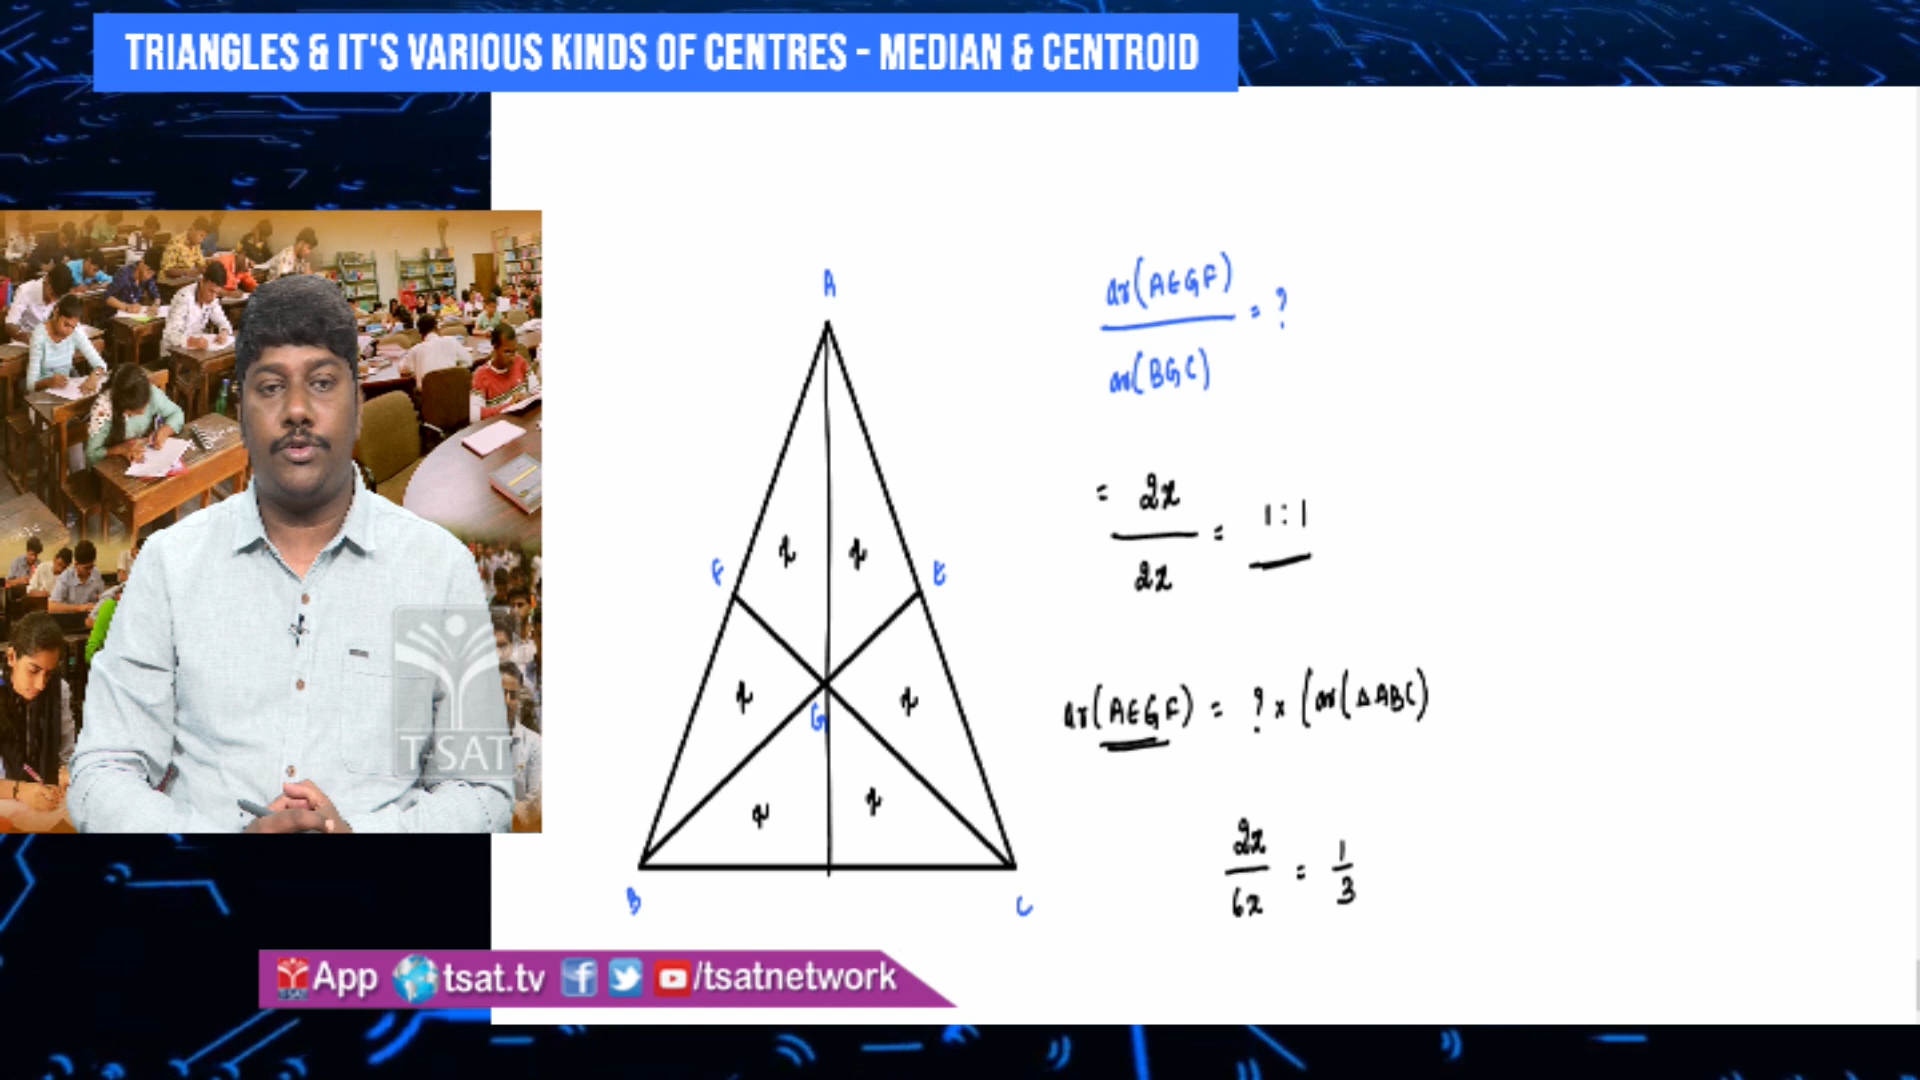 TRIANGLES & IT'S VARIOUS KINDS OF CENTRES - MEDIAN & CENTROID
A
ar(AEGF)
= ?
ar(BGC)
= 2x
= 1:1
2x
F
E
x x
x x
G
ar(AEGF) = ? x (ar(△ABC)
x x
2x
= 1
6x
3
B
C
T-SAT
T-SAT App tsat.tv /tsatnetwork